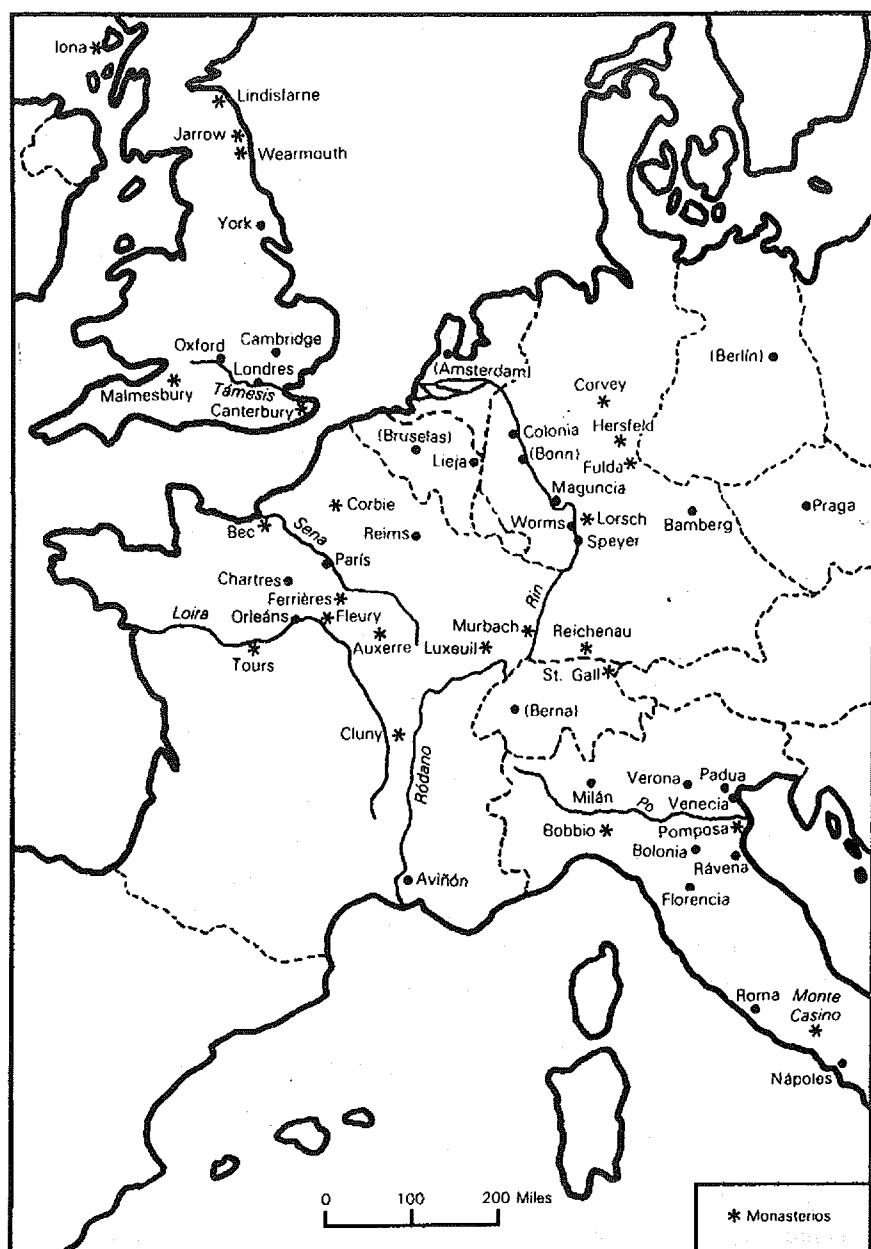 Iona
Lindisfarne
Jarrow
Wearmouth
York
Oxford
Cambridge
Londres
Támesis
Malmesbury
Canterbury
(Amsterdam)
(Berlín)
Corvey
Hersfeld
Colonia
(Bruselas)
(Bonn)
Lieja
Fulda
Maguncia
Corbie
Praga
Bec
Sena
Reims
Worms
Lorsch
Bamberg
Speyer
París
Chartres
Ferrières
Rin
Loira
Orleáns
Fleury
Murbach
Reichenau
Auxerre
Luxeuil
Tours
St. Gall
(Berna)
Cluny
Ródano
Milán
Verona
Padua
Venecia
Po
Bobbio
Pomposa
Bolonia
Rávena
Aviñón
Florencia
Roma
Monte
Casino
Nápoles
0 100 200 Miles
* Monasterios